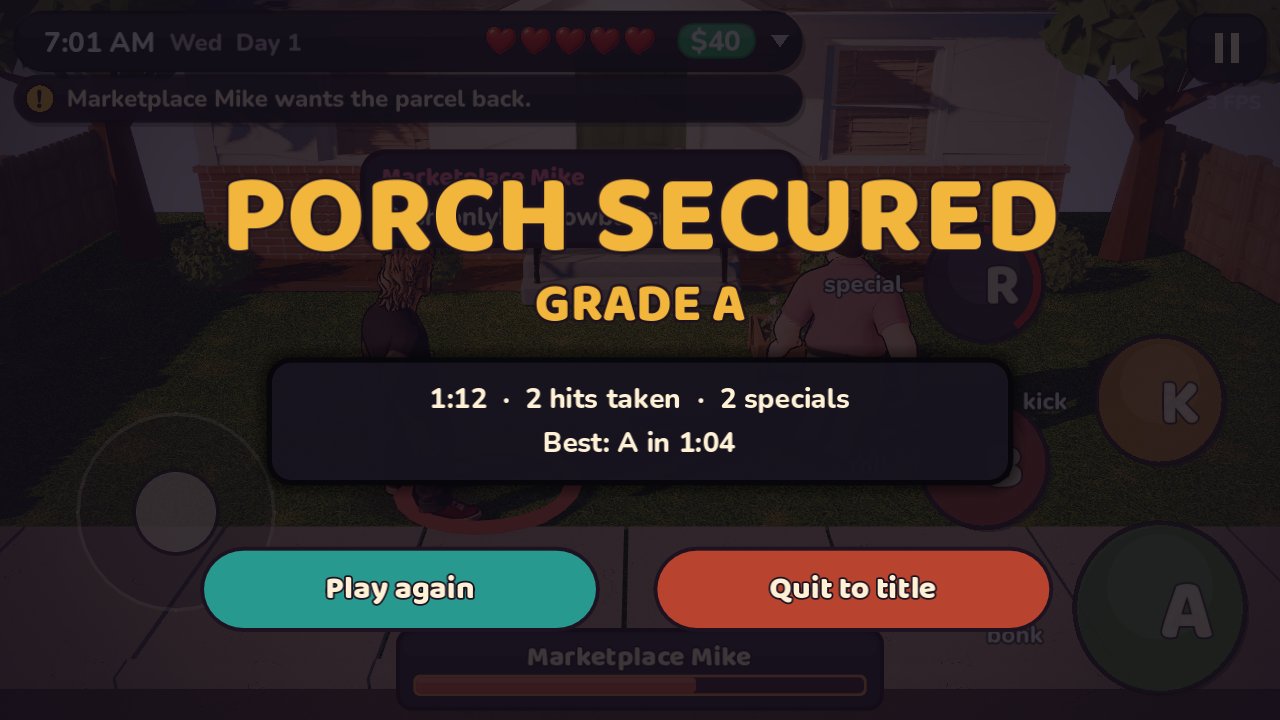 7:01 AM Wed Day 1 $40
Marketplace Mike wants the parcel back.
FPS
Marketplace Mike
PORCH SECURED
GRADE A
special
R
1:12 · 2 hits taken · 2 specials
Best: A in 1:04
kick
K
B
Play again
Quit to title
bonk
A
Marketplace Mike